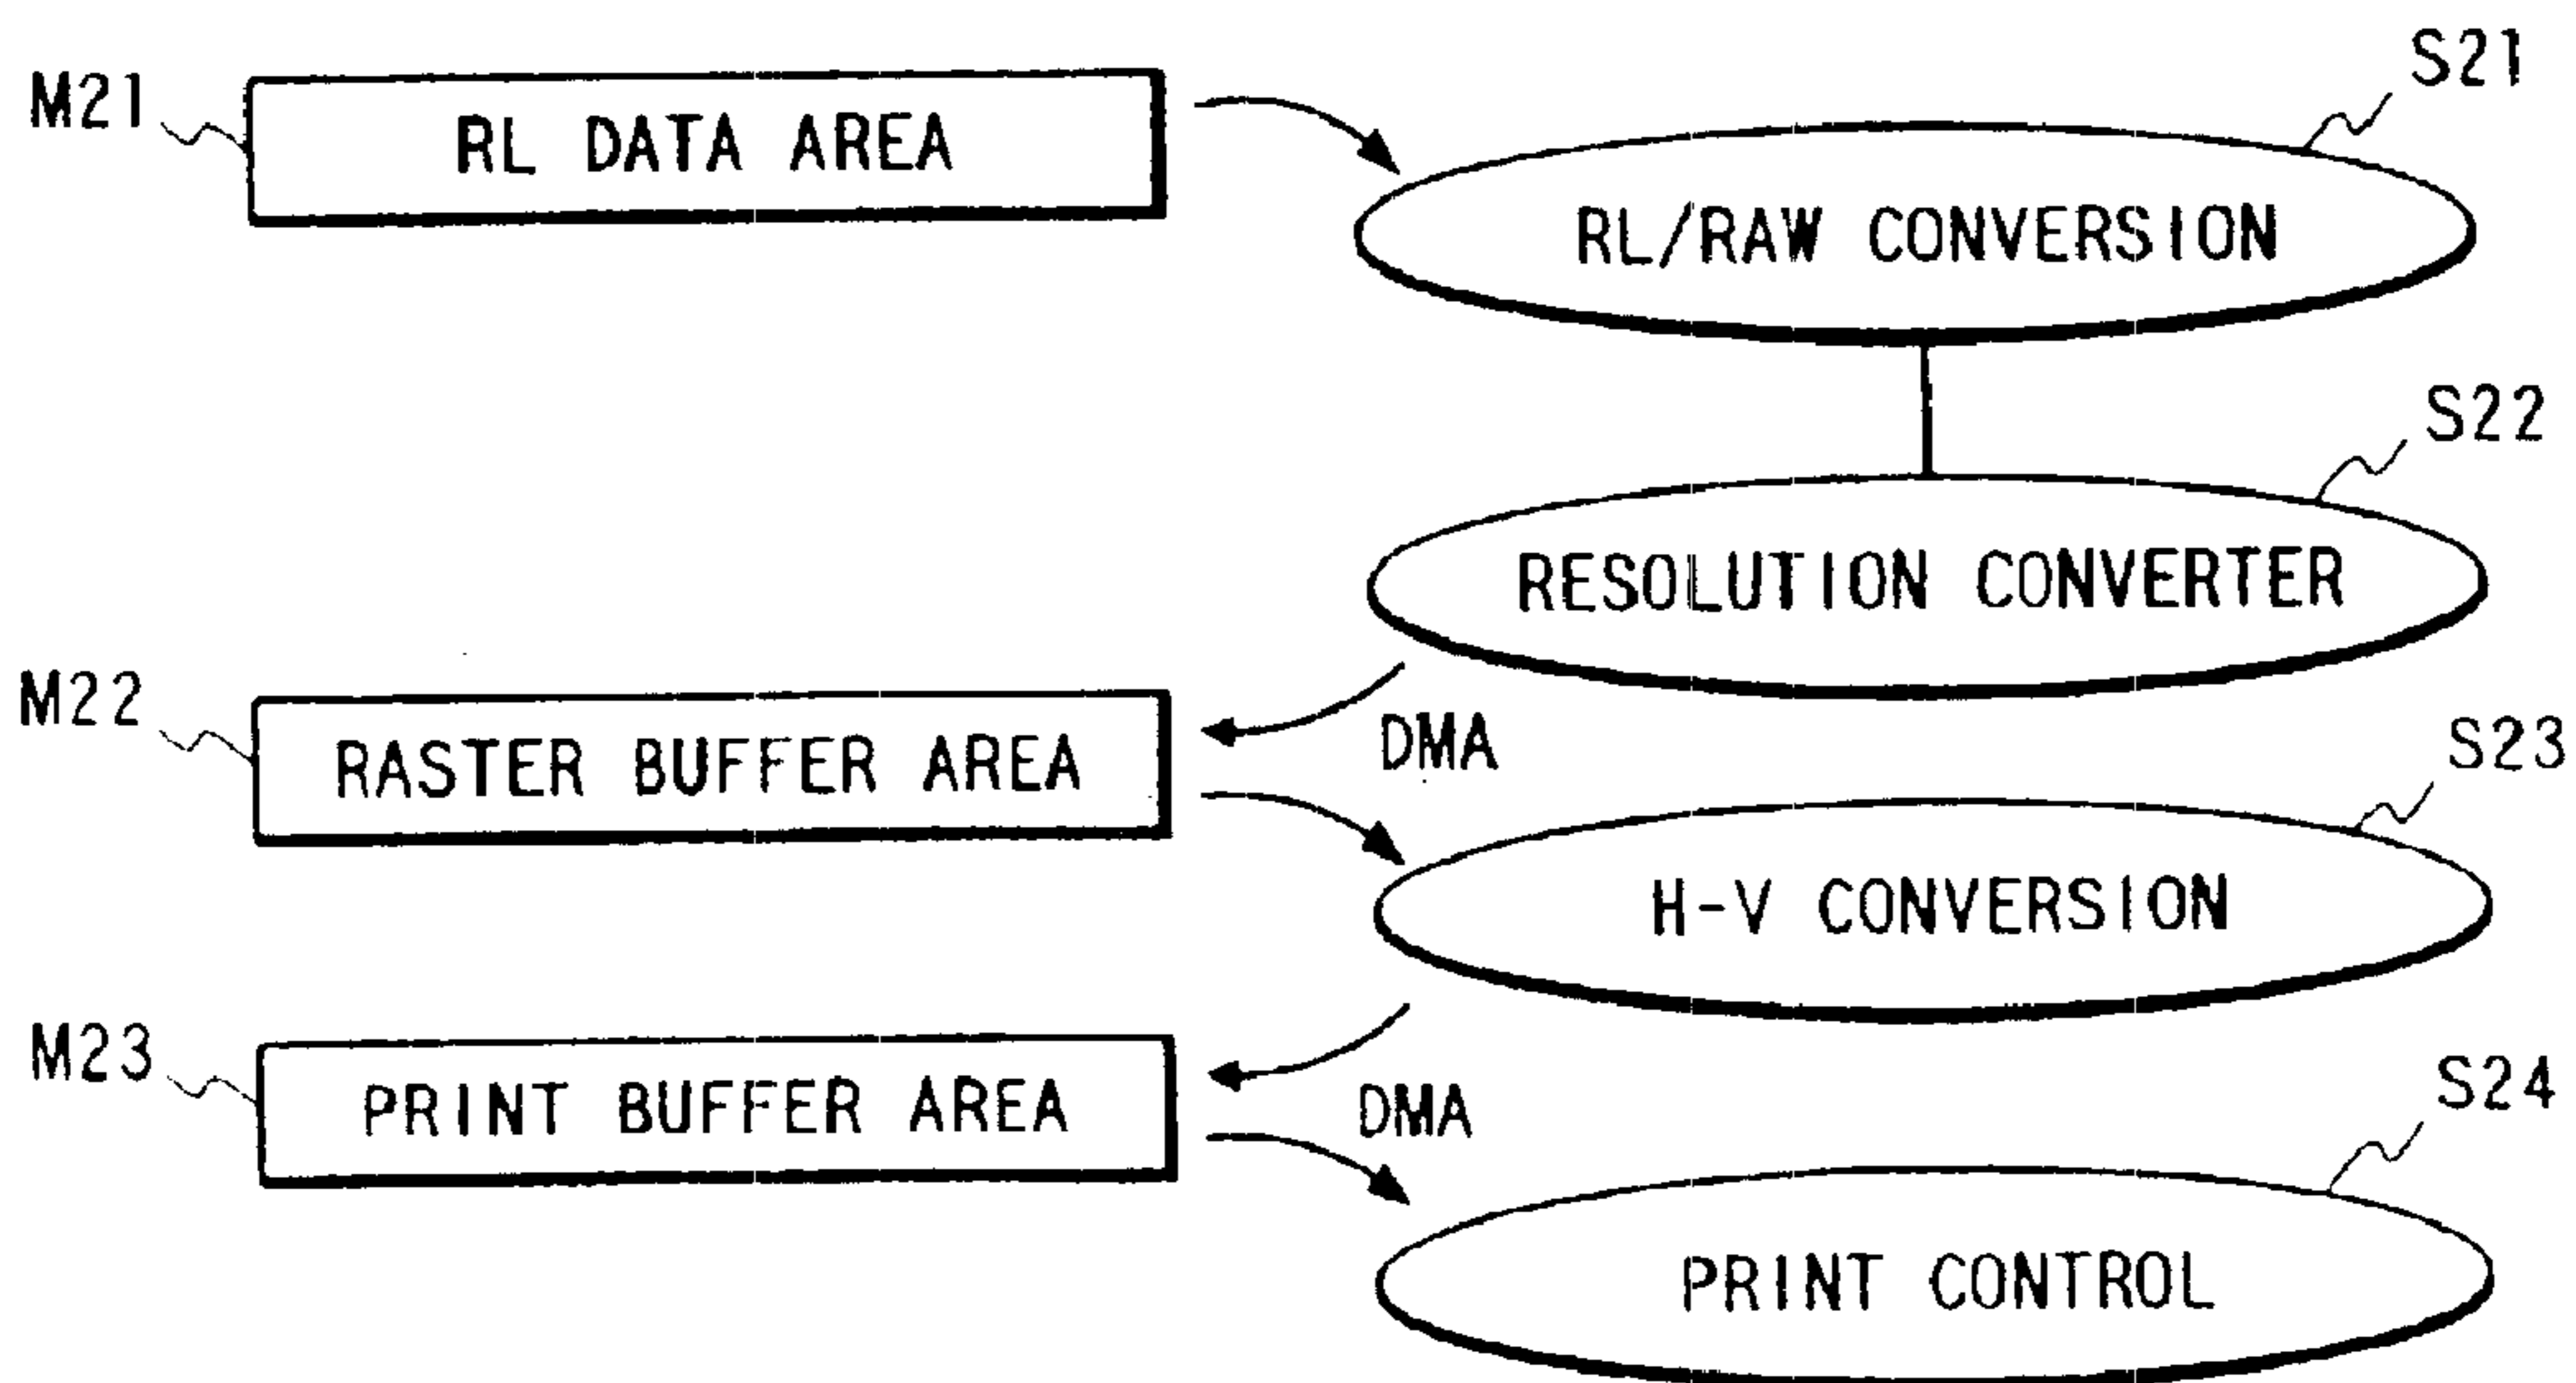 M21
RL DATA AREA
S21
RL/RAW CONVERSION
S22
RESOLUTION CONVERTER
M22
RASTER BUFFER AREA
DMA
S23
H-V CONVERSION
M23
PRINT BUFFER AREA
DMA
S24
PRINT CONTROL